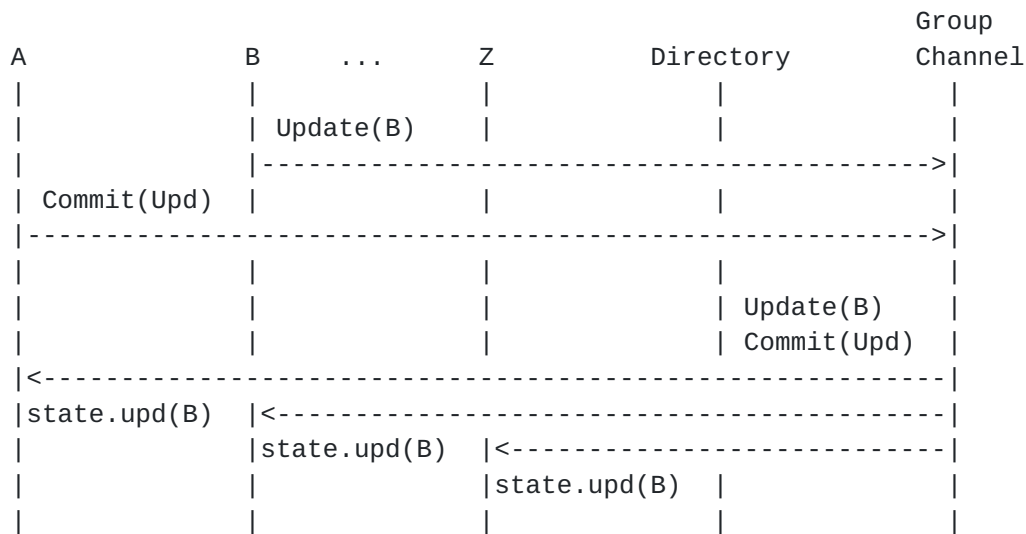 Group
A                 B      ...       Z            Directory            Channel
|                 |                 |                 |                 |
|                 | Update(B)       |                 |                 |
|                 |---------------------------------------------------->|
| Commit(Upd)     |                 |                 |                 |
|---------------------------------------------------------------------->|
|                 |                 |                 |                 |
|                 |                 |                 | Update(B)       |
|                 |                 |                 | Commit(Upd)     |
|<----------------------------------------------------------------------|
|state.upd(B)     |<----------------------------------------------------|
|                 |state.upd(B)     |<----------------------------------|
|                 |                 |state.upd(B)     |                 |
|                 |                 |                 |                 |